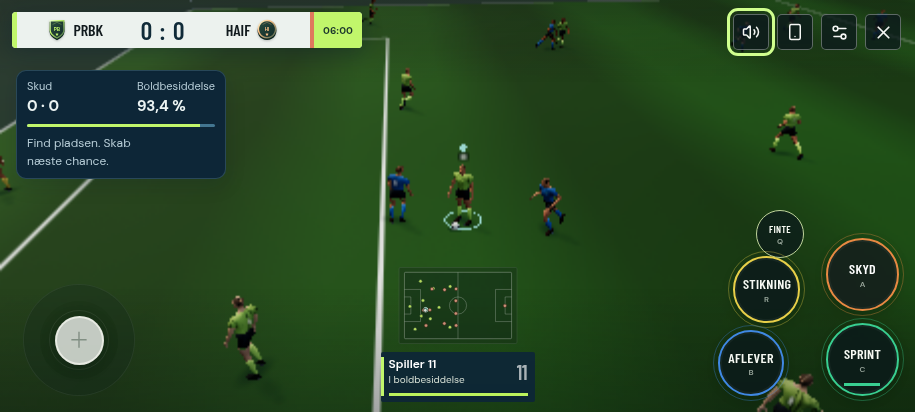 PRBK 0 : 0 HAIF 06:00
Skud Boldbesiddelse
0 · 0 93,4 %
Find pladsen. Skab
næste chance.
FINTE
Q
STIKNING
R
SKYD
A
AFLEVER
B
SPRINT
C
Spiller 11
I boldbesiddelse
11